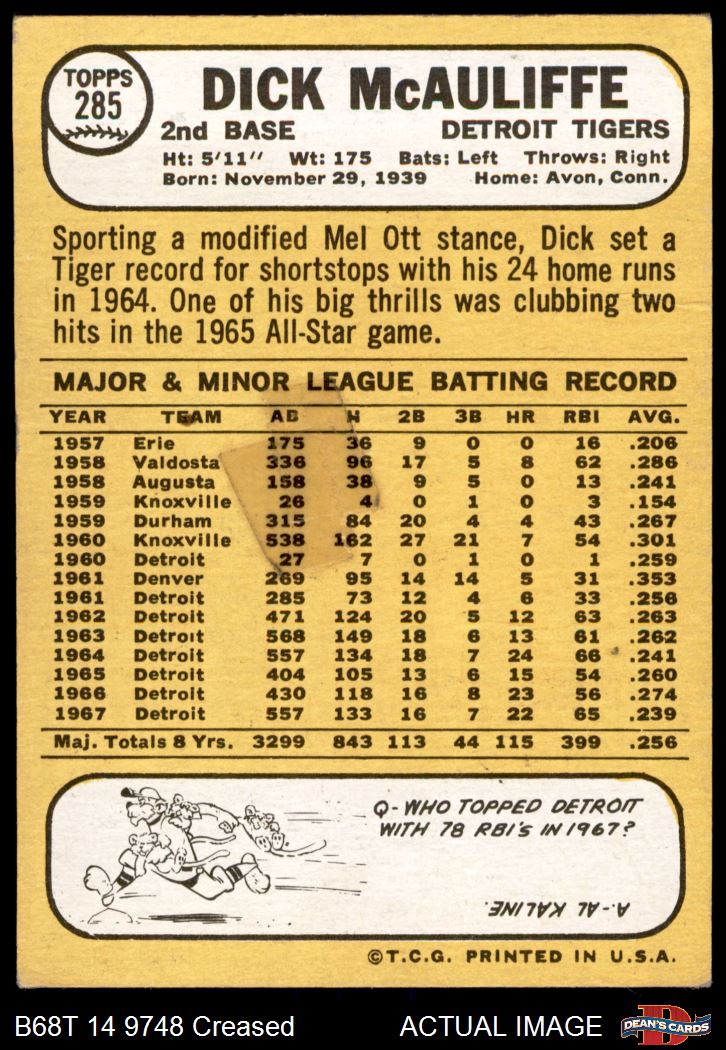 TOPPS
285
DICK McAULIFFE
2nd BASE DETROIT TIGERS
Ht: 5'11" Wt: 175 Bats: Left Throws: Right
Born: November 29, 1939 Home: Avon, Conn.
Sporting a modified Mel Ott stance, Dick set a
Tiger record for shortstops with his 24 home runs
in 1964. One of his big thrills was clubbing two
hits in the 1965 All-Star game.
MAJOR & MINOR LEAGUE BATTING RECORD
YEAR TEAM AB H 2B 3B HR RBI AVG.
1957 Erie 175 36 9 0 0 16 .206
1958 Valdosta 336 96 17 5 8 62 .286
1958 Augusta 158 38 9 5 0 13 .241
1959 Knoxville 26 4 0 1 0 3 .154
1959 Durham 315 84 20 4 4 43 .267
1960 Knoxville 538 162 27 21 7 54 .301
1960 Detroit 27 7 0 1 0 1 .259
1961 Denver 269 95 14 14 5 31 .353
1961 Detroit 285 73 12 4 6 33 .256
1962 Detroit 471 124 20 5 12 63 .263
1963 Detroit 568 149 18 6 13 61 .262
1964 Detroit 557 134 18 7 24 66 .241
1965 Detroit 404 105 13 6 15 54 .260
1966 Detroit 430 118 16 8 23 56 .274
1967 Detroit 557 133 16 7 22 65 .239
Maj. Totals 8 Yrs. 3299 843 113 44 115 399 .256
Q-WHO TOPPED DETROIT
WITH 78 RBI'S IN 1967?
A.-AL KALINE.
©T.C.G. PRINTED IN U.S.A.
B68T 14 9748 Creased ACTUAL IMAGE
D
DEAN'S CARDS